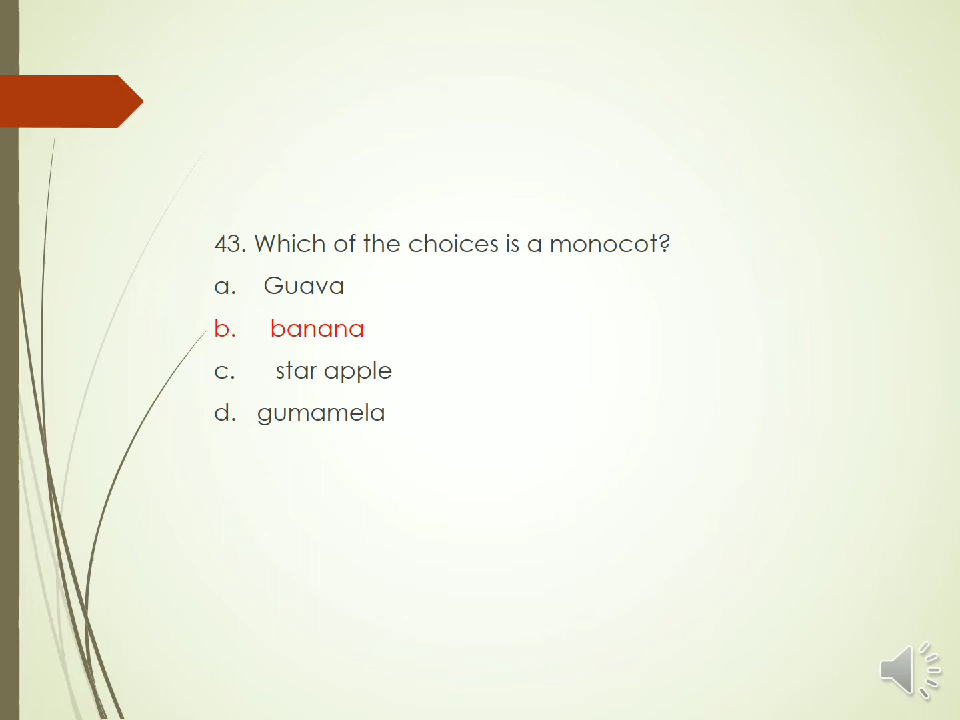 43. Which of the choices is a monocot?
a. Guava
b. banana
c. star apple
d. gumamela